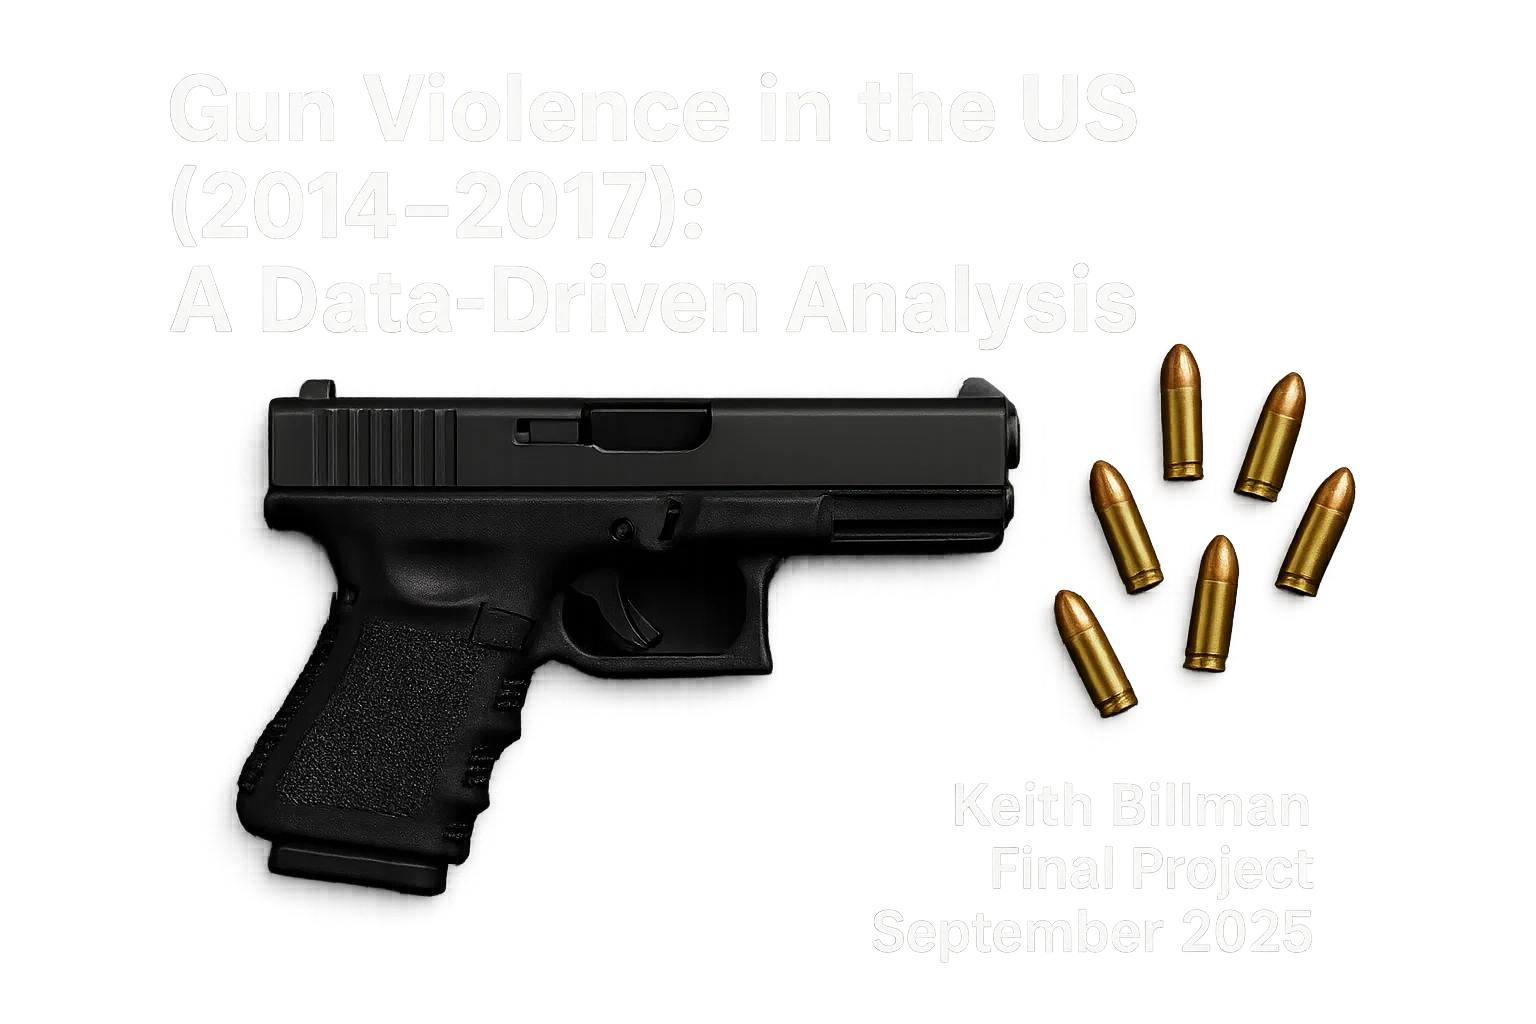 Gun Violence in the US
(2014–2017):
A Data-Driven Analysis
Keith Billman
Final Project
September 2025